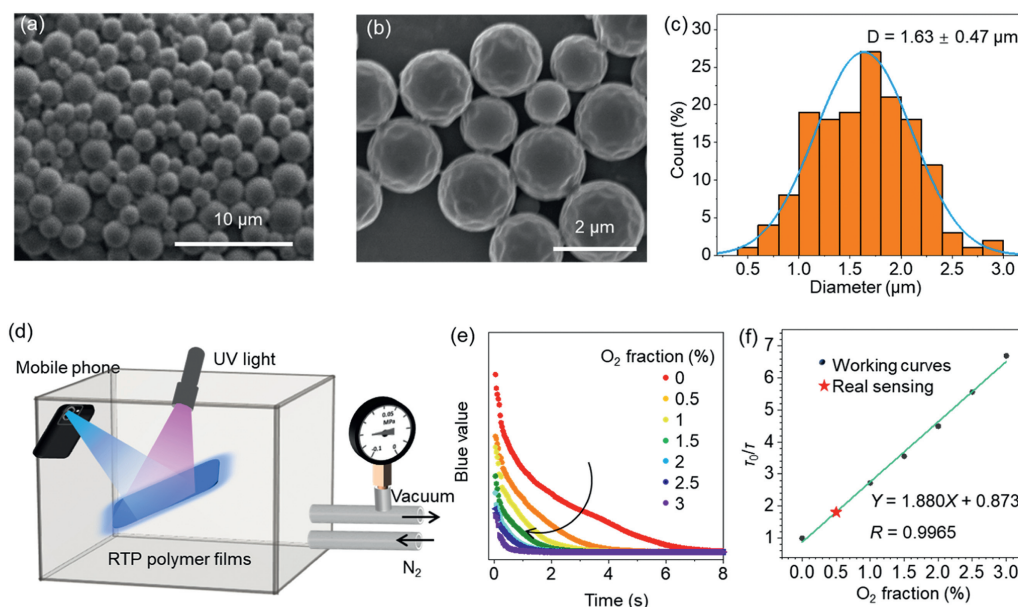 (a)
10 μm
(b)
2 μm
(c)
D = 1.63 ± 0.47 μm
Count (%)
30
25
20
15
10
5
0
0.5 1.0 1.5 2.0 2.5 3.0
Diameter (μm)
(d)
Mobile phone
UV light
0.05
MPa
-0.1 0
Vacuum
N₂
RTP polymer films
(e)
O₂ fraction (%)
0
0.5
1
1.5
2
2.5
3
Blue value
0 2 4 6 8
Time (s)
(f)
Working curves
Real sensing
τ₀/τ
7
6
5
4
3
2
1
Y = 1.880X + 0.873
R = 0.9965
0.0 0.5 1.0 1.5 2.0 2.5 3.0
O₂ fraction (%)